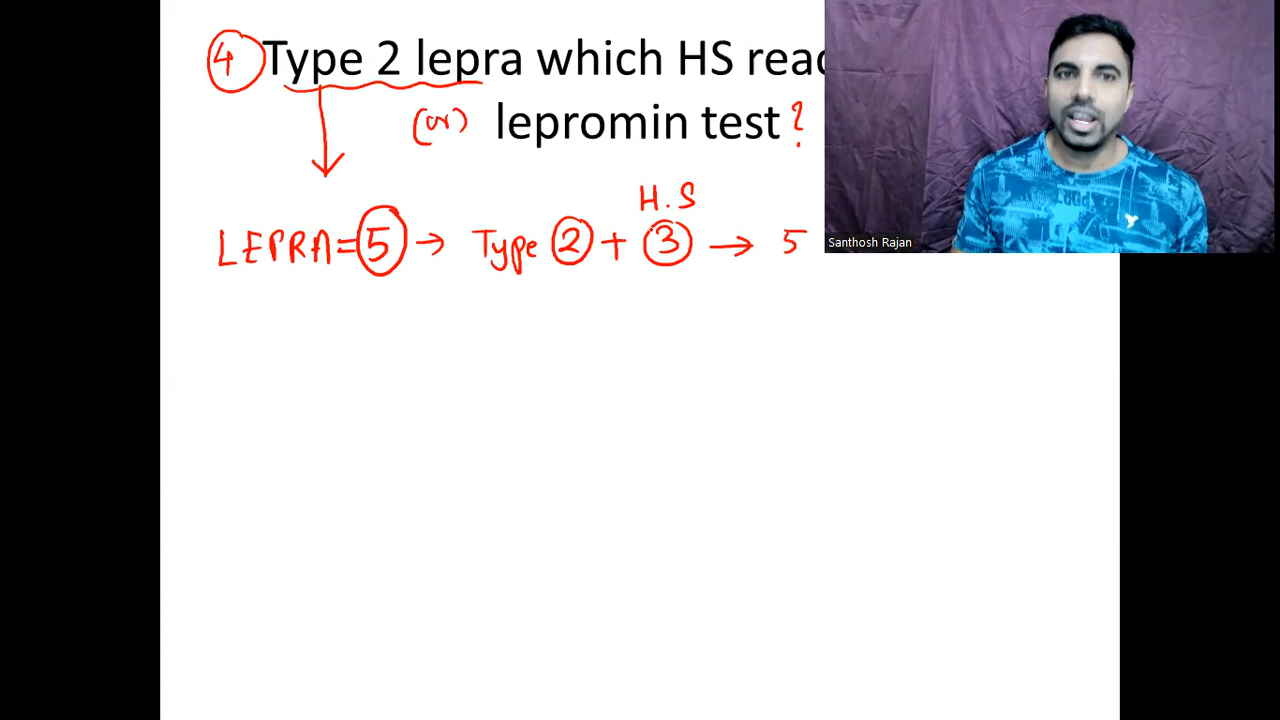 4 Type 2 lepra which HS reac
(or) lepromin test ?
H.S
LEPRA = 5 → Type 2 + 3 → 5
Santhosh Rajan